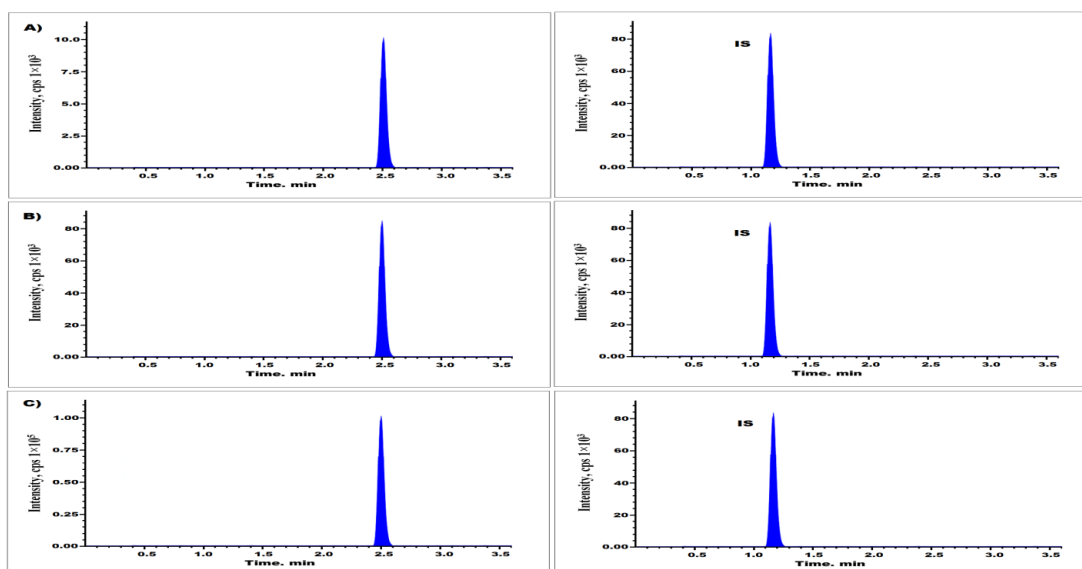 A)
10.0
7.5
5.0
2.5
0.00
Intensity, cps 1×10³
0.5 1.0 1.5 2.0 2.5 3.0 3.5
Time. min
IS
80
60
40
20
0.00
Intensity, cps 1×10³
0.5 1.0 1.5 2.0 2.5 3.0 3.5
Time. min
B)
80
60
40
20
0.00
Intensity, cps 1×10³
0.5 1.0 1.5 2.0 2.5 3.0 3.5
Time. min
IS
80
60
40
20
0.00
Intensity, cps 1×10³
0.5 1.0 1.5 2.0 2.5 3.0 3.5
Time. min
C)
1.00
0.75
0.50
0.25
0.00
Intensity, cps 1×10⁵
0.5 1.0 1.5 2.0 2.5 3.0 3.5
Time. min
IS
80
60
40
20
0.00
Intensity, cps 1×10³
0.5 1.0 1.5 2.0 2.5 3.0 3.5
Time. min